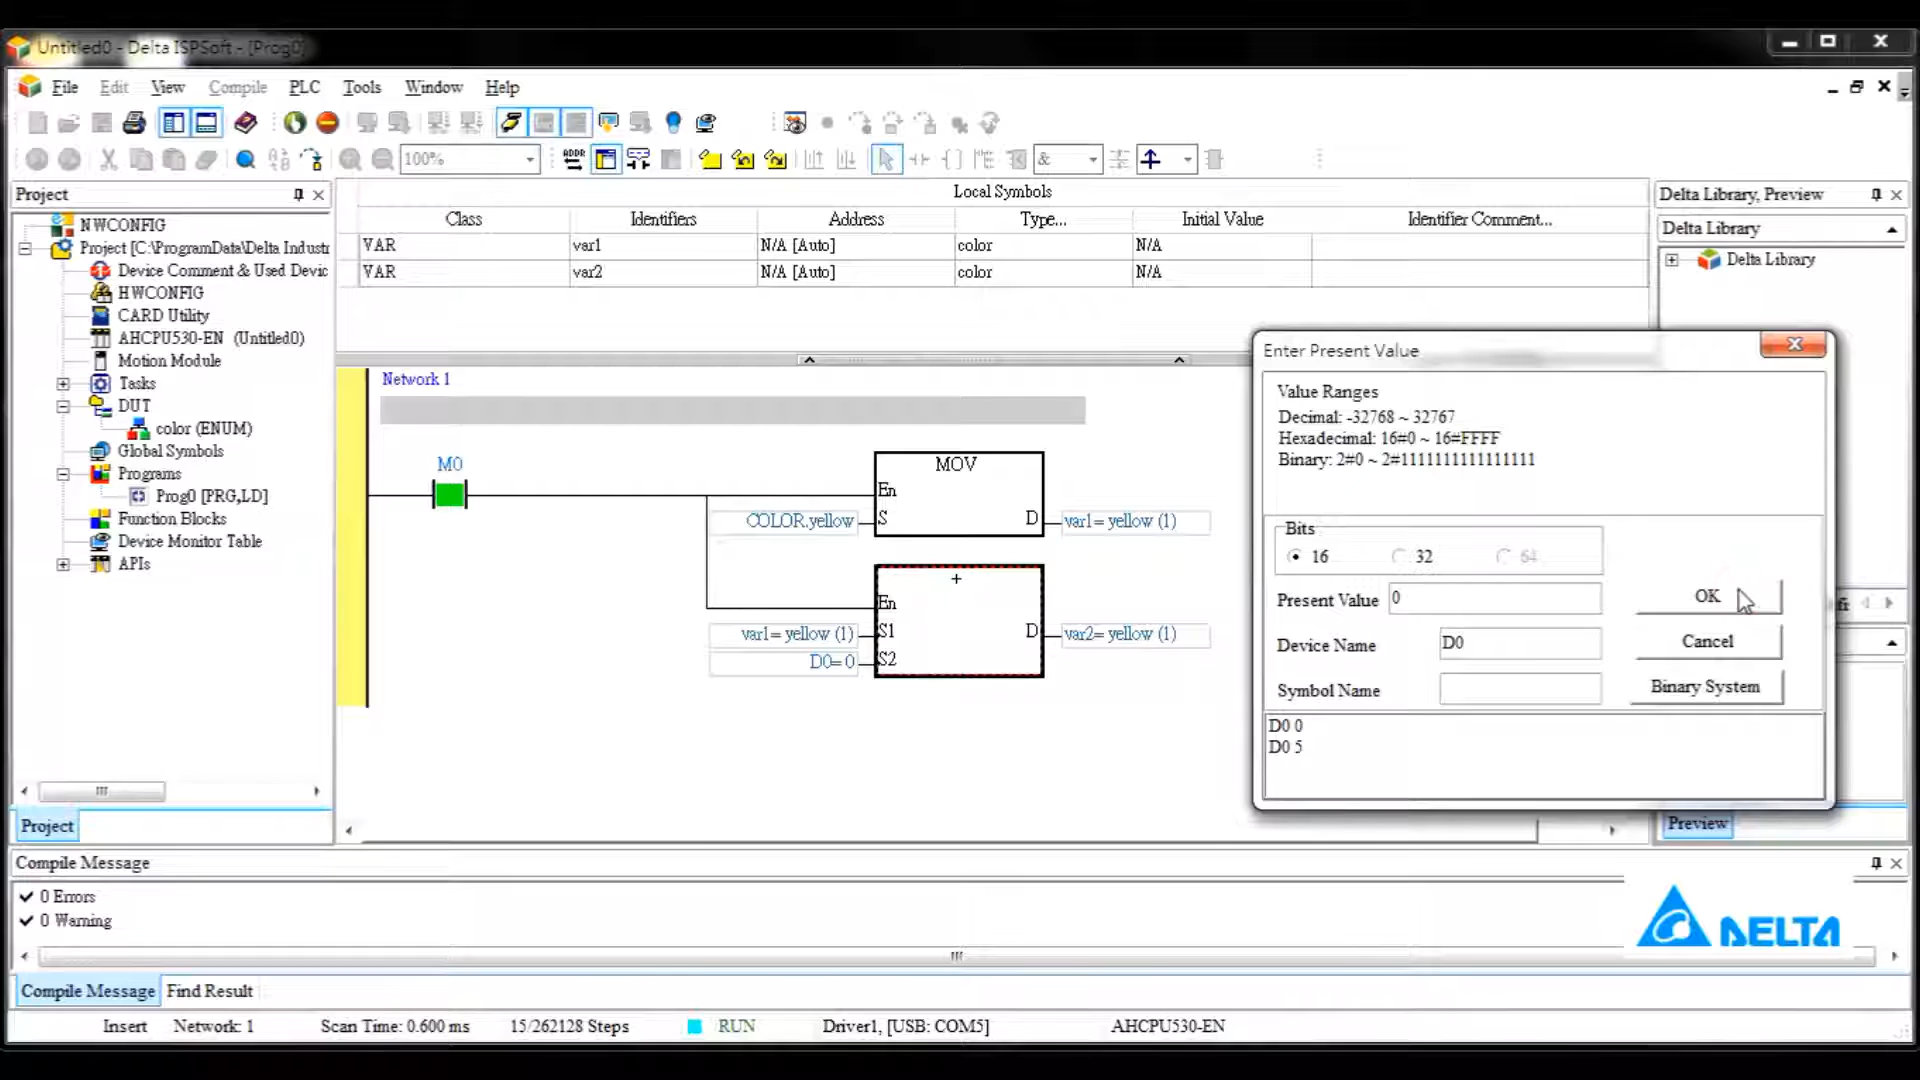 Untitled0 - Delta ISPSoft - [Prog0]
File Edit View Compile PLC Tools Window Help
100%
ADDR
&
Project
NWCONFIG
Project [C:\ProgramData\Delta Industr
Device Comment & Used Devic
HWCONFIG
CARD Utility
AHCPU530-EN (Untitled0)
Motion Module
Tasks
DUT
color (ENUM)
Global Symbols
Programs
Prog0 [PRG,LD]
Function Blocks
Device Monitor Table
APIs
Project
Local Symbols
Class Identifiers Address Type... Initial Value Identifier Comment...
VAR var1 N/A [Auto] color N/A
VAR var2 N/A [Auto] color N/A
Network 1
M0
MOV
En
COLOR.yellow S D var1= yellow (1)
+
En
var1= yellow (1) S1 D var2= yellow (1)
D0= 0 S2
Delta Library, Preview
Delta Library
Delta Library
Preview
Enter Present Value
Value Ranges
Decimal: -32768 ~ 32767
Hexadecimal: 16#0 ~ 16#FFFF
Binary: 2#0 ~ 2#1111111111111111
Bits
16 32 64
Present Value 0 OK
Device Name D0 Cancel
Symbol Name Binary System
D0 0
D0 5
Compile Message
0 Errors
0 Warning
DELTA
Compile Message Find Result
Insert Network: 1 Scan Time: 0.600 ms 15/262128 Steps RUN Driver1, [USB: COM5] AHCPU530-EN